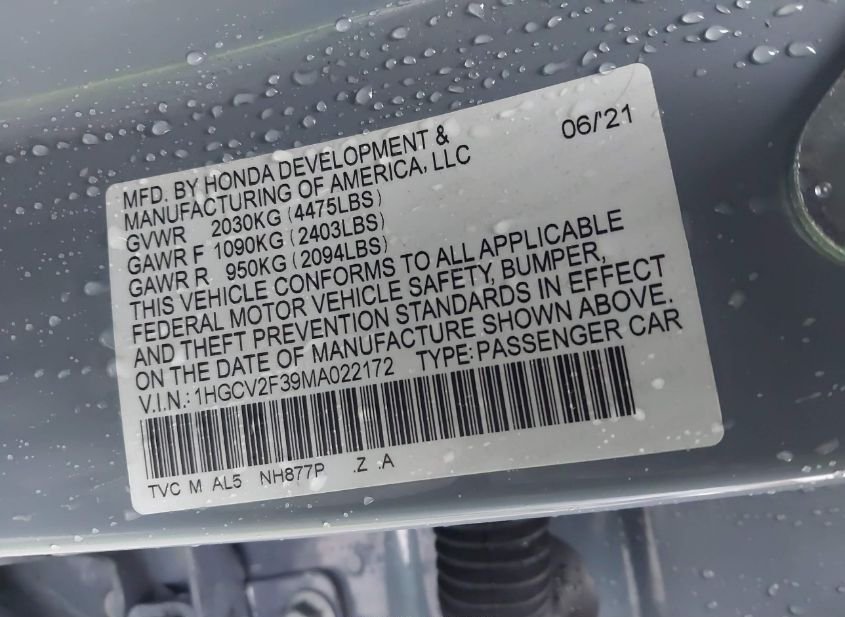 06/'21
MFD. BY HONDA DEVELOPMENT &
MANUFACTURING OF AMERICA, LLC
GVWR 2030KG (4475LBS)
GAWR F 1090KG (2403LBS)
GAWR R 950KG (2094LBS)
THIS VEHICLE CONFORMS TO ALL APPLICABLE
FEDERAL MOTOR VEHICLE SAFETY, BUMPER,
AND THEFT PREVENTION STANDARDS IN EFFECT
ON THE DATE OF MANUFACTURE SHOWN ABOVE.
V.I.N.: 1HGCV2F39MA022172 TYPE: PASSENGER CAR
TVC M AL5 NH877P .Z .A